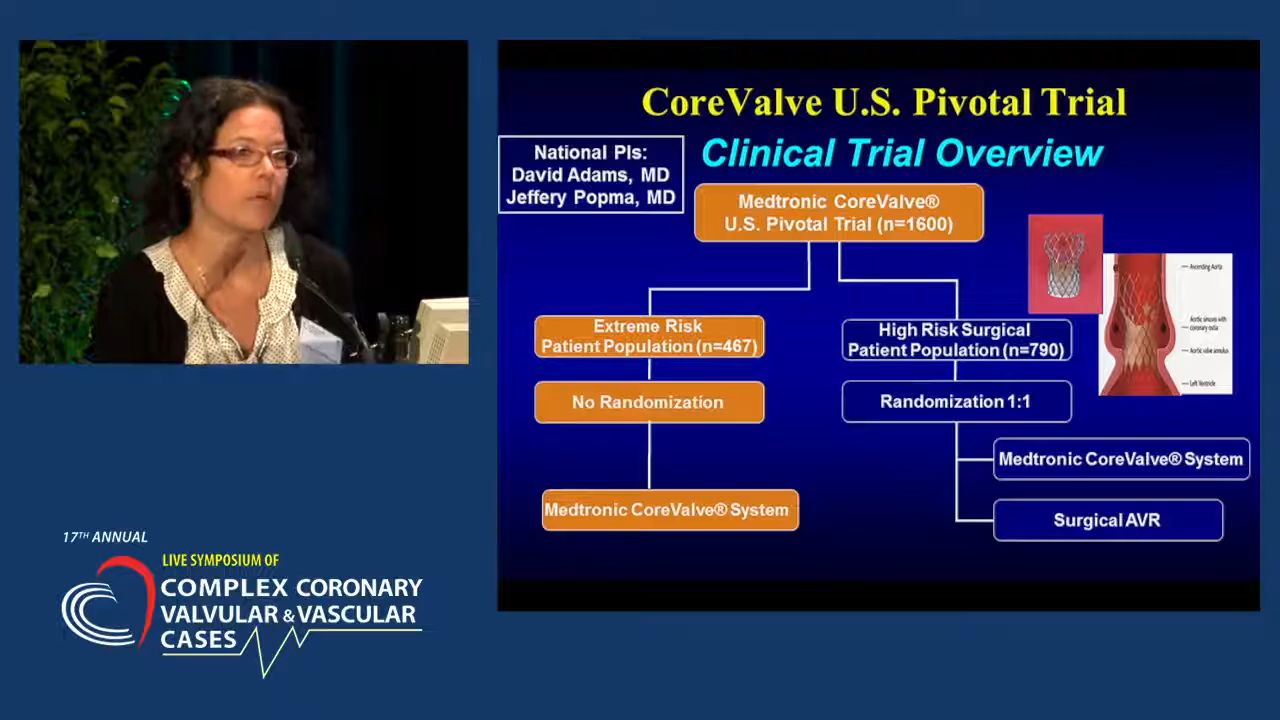 CoreValve U.S. Pivotal Trial
Clinical Trial Overview
National PIs:
David Adams, MD
Jeffery Popma, MD
Medtronic CoreValve®
U.S. Pivotal Trial (n=1600)
Extreme Risk
Patient Population (n=467)
No Randomization
Medtronic CoreValve® System
High Risk Surgical
Patient Population (n=790)
Randomization 1:1
Medtronic CoreValve® System
Surgical AVR
Ascending Aorta
Aortic sinuses with
coronary ostia
Aortic valve annulus
Left Ventricle
17TH ANNUAL
LIVE SYMPOSIUM OF
COMPLEX CORONARY
VALVULAR & VASCULAR
CASES